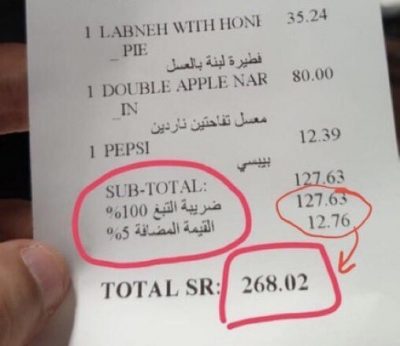 1 LABNEH WITH HONE 35.24
_ PIE
فطيرة لبنة بالعسل
1 DOUBLE APPLE NAR 80.00
_IN
معسل تفاحتين ناردين
1 PEPSI 12.39
بيبسي
SUB-TOTAL: 127.63
ضريبة التبغ 100% 127.63
القيمة المضافة 5% 12.76
TOTAL SR: 268.02